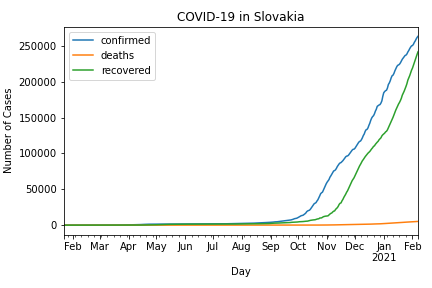 COVID-19 in Slovakia
confirmed
deaths
recovered
Number of Cases
250000
200000
150000
100000
50000
0
Feb Mar Apr May Jun Jul Aug Sep Oct Nov Dec Jan Feb
2021
Day